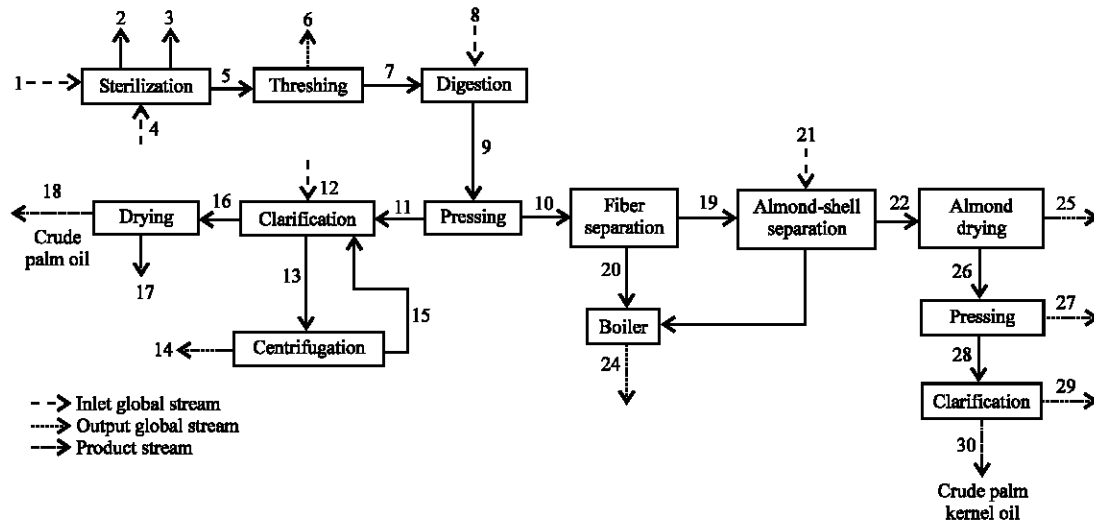 2
3
6
8
1
Sterilization
5
Threshing
7
Digestion
4
9
21
12
18
Drying
16
Clarification
11
Pressing
10
Fiber
separation
19
Almond-shell
separation
22
Almond
drying
25
Crude
palm oil
17
13
15
20
26
Boiler
Pressing
27
14
Centrifugation
24
28
Clarification
29
30
Crude palm
kernel oil
Inlet global stream
Output global stream
Product stream